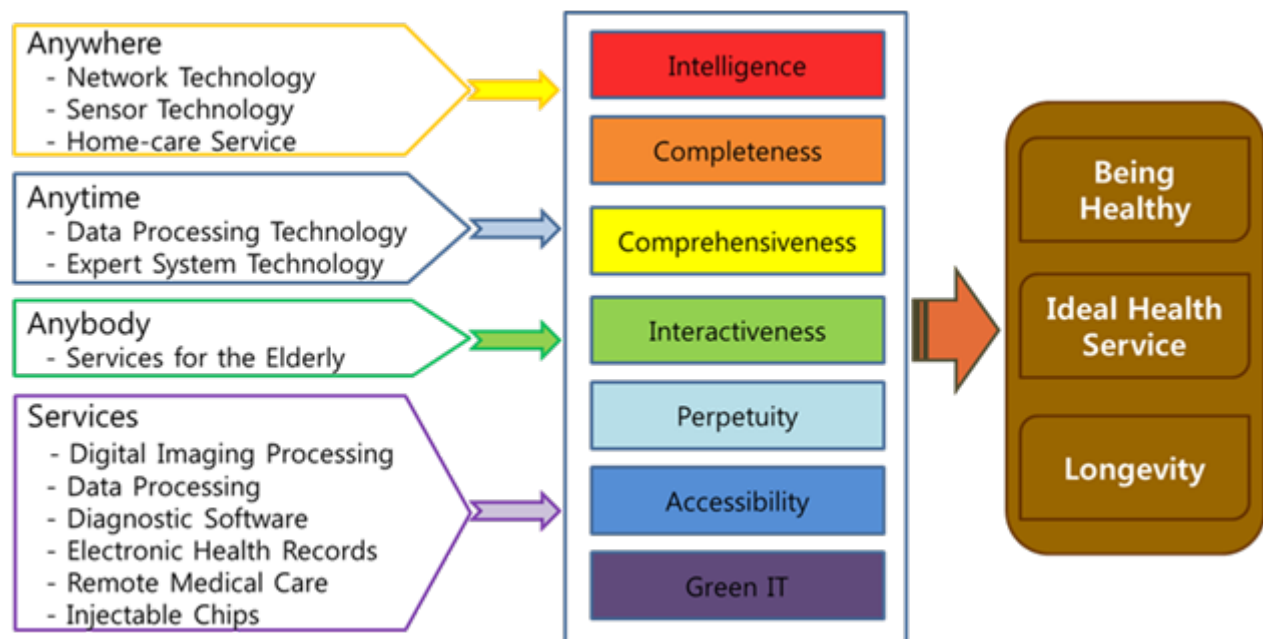 Anywhere
- Network Technology
- Sensor Technology
- Home-care Service
Anytime
- Data Processing Technology
- Expert System Technology
Anybody
- Services for the Elderly
Services
- Digital Imaging Processing
- Data Processing
- Diagnostic Software
- Electronic Health Records
- Remote Medical Care
- Injectable Chips
Intelligence
Completeness
Comprehensiveness
Interactiveness
Perpetuity
Accessibility
Green IT
Being
Healthy
Ideal Health
Service
Longevity